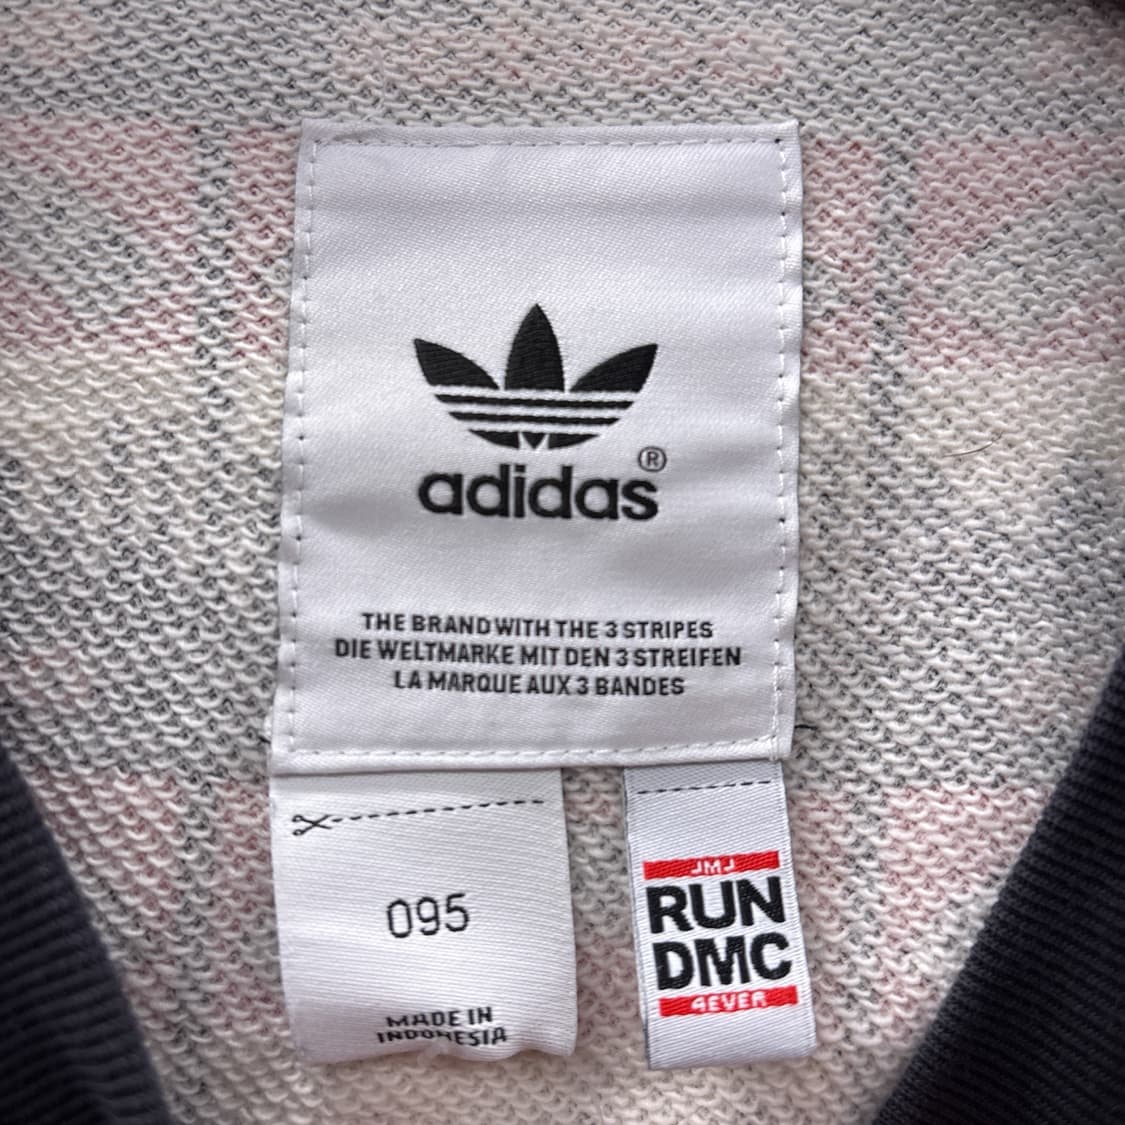 adidas®
THE BRAND WITH THE 3 STRIPES
DIE WELTMARKE MIT DEN 3 STREIFEN
LA MARQUE AUX 3 BANDES
095
MADE IN
INDONESIA
JMJ
RUN
DMC
4EVER